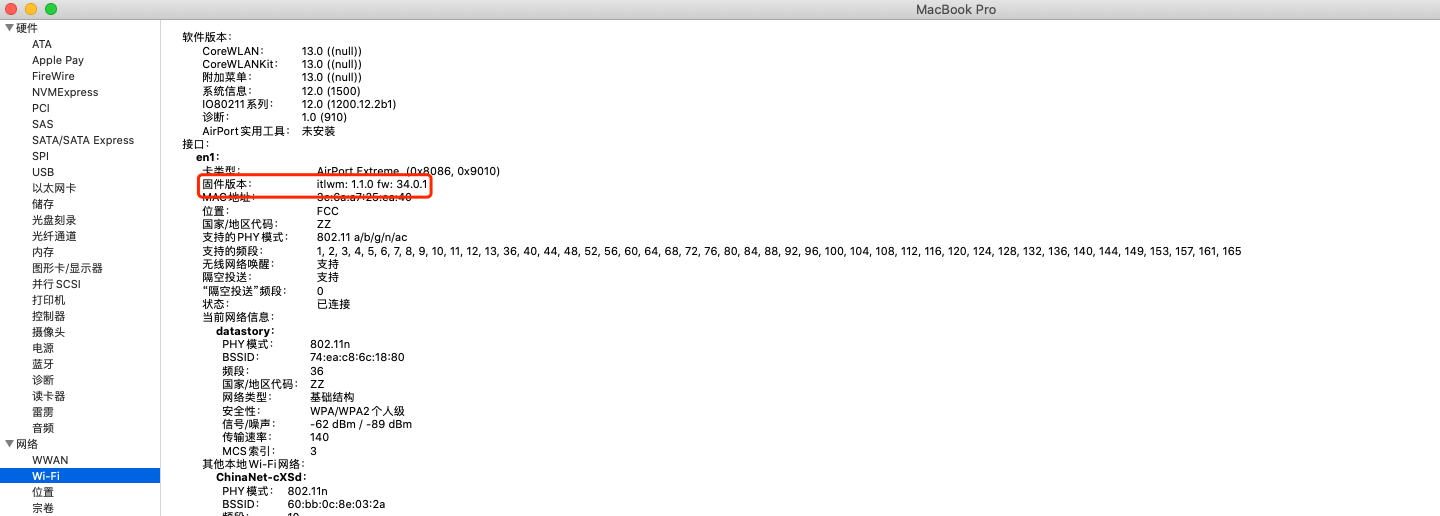 MacBook Pro
硬件
ATA
Apple Pay
FireWire
NVMExpress
PCI
SAS
SATA/SATA Express
SPI
USB
以太网卡
储存
光盘刻录
光纤通道
内存
图形卡/显示器
并行 SCSI
打印机
控制器
摄像头
电源
蓝牙
诊断
读卡器
雷雳
音频
网络
WWAN
Wi-Fi
位置
宗卷
软件版本：
CoreWLAN： 13.0 ((null))
CoreWLANKit： 13.0 ((null))
附加菜单： 13.0 ((null))
系统信息： 12.0 (1500)
IO80211 系列： 12.0 (1200.12.2b1)
诊断： 1.0 (910)
AirPort 实用工具： 未安装
接口：
en1：
卡类型： AirPort Extreme  (0x8086, 0x9010)
固件版本： itlwm: 1.1.0 fw: 34.0.1
MAC 地址： 3c:6a:a7:25:ea:40
位置： FCC
国家/地区代码： ZZ
支持的 PHY 模式： 802.11 a/b/g/n/ac
支持的频段： 1, 2, 3, 4, 5, 6, 7, 8, 9, 10, 11, 12, 13, 36, 40, 44, 48, 52, 56, 60, 64, 68, 72, 76, 80, 84, 88, 92, 96, 100, 104, 108, 112, 116, 120, 124, 128, 132, 136, 140, 144, 149, 153, 157, 161, 165
无线网络唤醒： 支持
隔空投送： 支持
“隔空投送”频段： 0
状态： 已连接
当前网络信息：
datastory：
PHY 模式： 802.11n
BSSID： 74:ea:c8:6c:18:80
频段： 36
国家/地区代码： ZZ
网络类型： 基础结构
安全性： WPA/WPA2 个人级
信号/噪声： -62 dBm / -89 dBm
传输速率： 140
MCS 索引： 3
其他本地 Wi-Fi 网络：
ChinaNet-cXSd：
PHY 模式： 802.11n
BSSID： 60:bb:0c:8e:03:2a